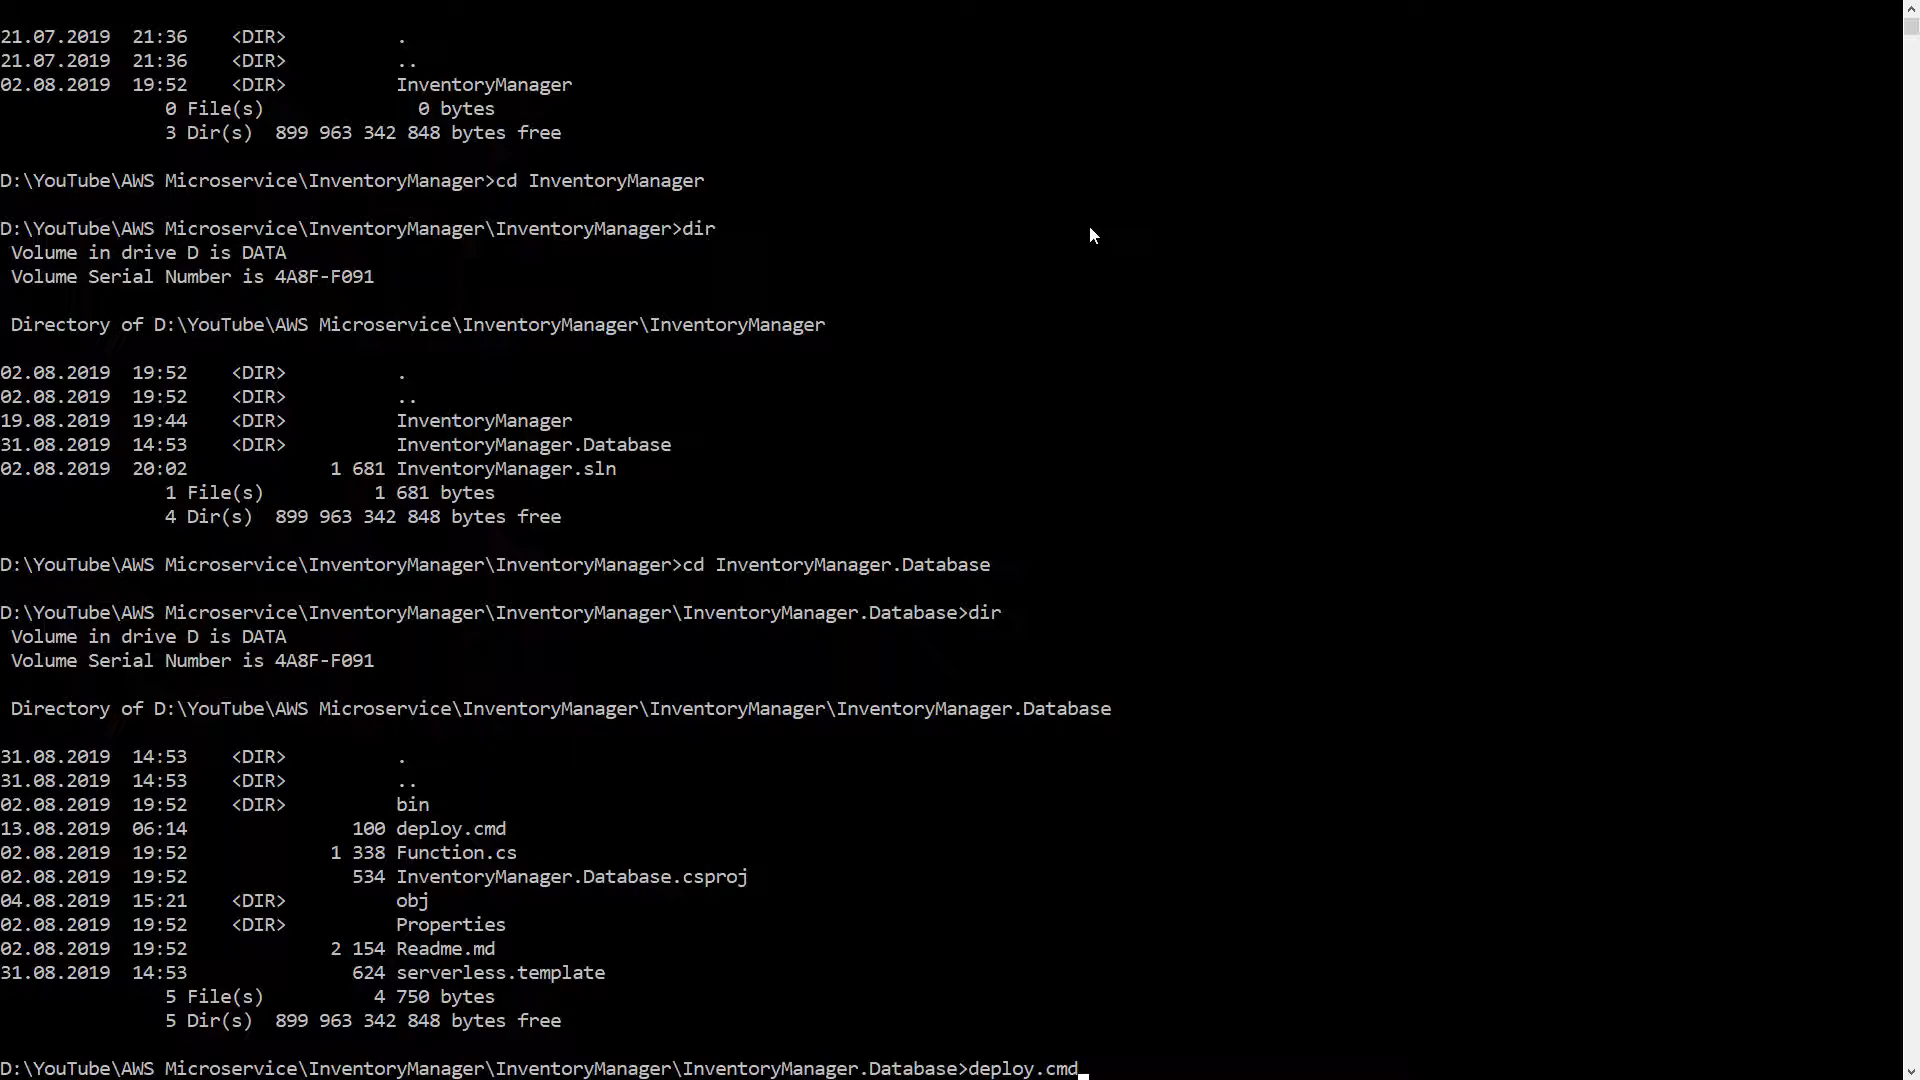 21.07.2019  21:36    <DIR>          .
21.07.2019  21:36    <DIR>          ..
02.08.2019  19:52    <DIR>          InventoryManager
               0 File(s)              0 bytes
               3 Dir(s)  899 963 342 848 bytes free
D:\YouTube\AWS Microservice\InventoryManager>cd InventoryManager
D:\YouTube\AWS Microservice\InventoryManager\InventoryManager>dir
 Volume in drive D is DATA
 Volume Serial Number is 4A8F-F091
 Directory of D:\YouTube\AWS Microservice\InventoryManager\InventoryManager
02.08.2019  19:52    <DIR>          .
02.08.2019  19:52    <DIR>          ..
19.08.2019  19:44    <DIR>          InventoryManager
31.08.2019  14:53    <DIR>          InventoryManager.Database
02.08.2019  20:02             1 681 InventoryManager.sln
               1 File(s)          1 681 bytes
               4 Dir(s)  899 963 342 848 bytes free
D:\YouTube\AWS Microservice\InventoryManager\InventoryManager>cd InventoryManager.Database
D:\YouTube\AWS Microservice\InventoryManager\InventoryManager\InventoryManager.Database>dir
 Volume in drive D is DATA
 Volume Serial Number is 4A8F-F091
 Directory of D:\YouTube\AWS Microservice\InventoryManager\InventoryManager\InventoryManager.Database
31.08.2019  14:53    <DIR>          .
31.08.2019  14:53    <DIR>          ..
02.08.2019  19:52    <DIR>          bin
13.08.2019  06:14               100 deploy.cmd
02.08.2019  19:52             1 338 Function.cs
02.08.2019  19:52               534 InventoryManager.Database.csproj
04.08.2019  15:21    <DIR>          obj
02.08.2019  19:52    <DIR>          Properties
02.08.2019  19:52             2 154 Readme.md
31.08.2019  14:53               624 serverless.template
               5 File(s)          4 750 bytes
               5 Dir(s)  899 963 342 848 bytes free
D:\YouTube\AWS Microservice\InventoryManager\InventoryManager\InventoryManager.Database>deploy.cmd